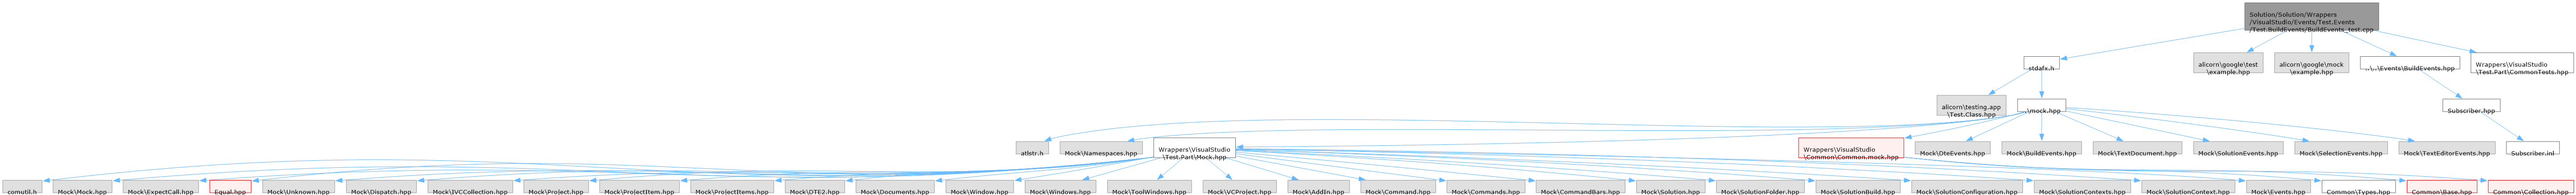 Solution/Solution/Wrappers
/VisualStudio/Events/Test.Events
/Test.BuildEvents/BuildEvents_test.cpp
stdafx.h
alicorn\google\test
\example.hpp
alicorn\google\mock
\example.hpp
..\..\Events\BuildEvents.hpp
Wrappers\VisualStudio
\Test.Part\CommonTests.hpp
alicorn\testing.app
\Test.Class.hpp
.\mock.hpp
Subscriber.hpp
atlstr.h
Mock\Namespaces.hpp
Wrappers\VisualStudio
\Test.Part\Mock.hpp
Wrappers\VisualStudio
\Common\Common.mock.hpp
Mock\DteEvents.hpp
Mock\BuildEvents.hpp
Mock\TextDocument.hpp
Mock\SolutionEvents.hpp
Mock\SelectionEvents.hpp
Mock\TextEditorEvents.hpp
Subscriber.inl
comutil.h
Mock\Mock.hpp
Mock\ExpectCall.hpp
Equal.hpp
Mock\Unknown.hpp
Mock\Dispatch.hpp
Mock\IVCCollection.hpp
Mock\Project.hpp
Mock\ProjectItem.hpp
Mock\ProjectItems.hpp
Mock\DTE2.hpp
Mock\Documents.hpp
Mock\Window.hpp
Mock\Windows.hpp
Mock\ToolWindows.hpp
Mock\VCProject.hpp
Mock\AddIn.hpp
Mock\Command.hpp
Mock\Commands.hpp
Mock\CommandBars.hpp
Mock\Solution.hpp
Mock\SolutionFolder.hpp
Mock\SolutionBuild.hpp
Mock\SolutionConfiguration.hpp
Mock\SolutionContexts.hpp
Mock\SolutionContext.hpp
Mock\Events.hpp
Common\Types.hpp
Common\Base.hpp
Common\Collection.hpp